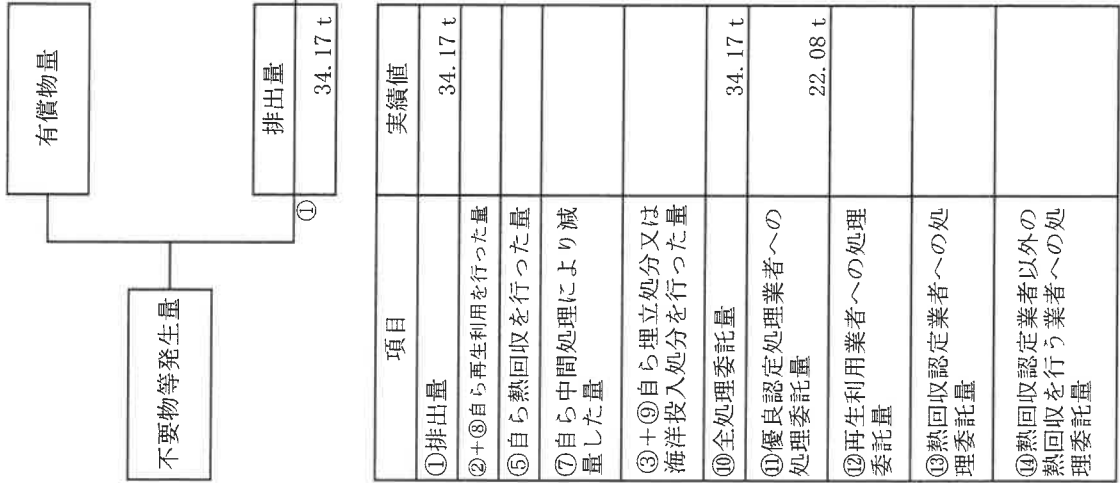 不要物等発生量
有償物量
①
排出量
34.17 t
項目
実績値
①排出量
34.17 t
②+⑧自ら再生利用を行った量
⑤自ら熱回収を行った量
⑦自ら中間処理により減
量した量
③+⑨自ら埋立処分又は
海洋投入処分を行った量
⑩全処理委託量
34.17 t
⑪優良認定処理業者への
処理委託量
22.08 t
⑫再生利用業者への処理
委託量
⑬熱回収認定業者への処
理委託量
⑭熱回収認定業者以外の
熱回収を行う業者への処
理委託量